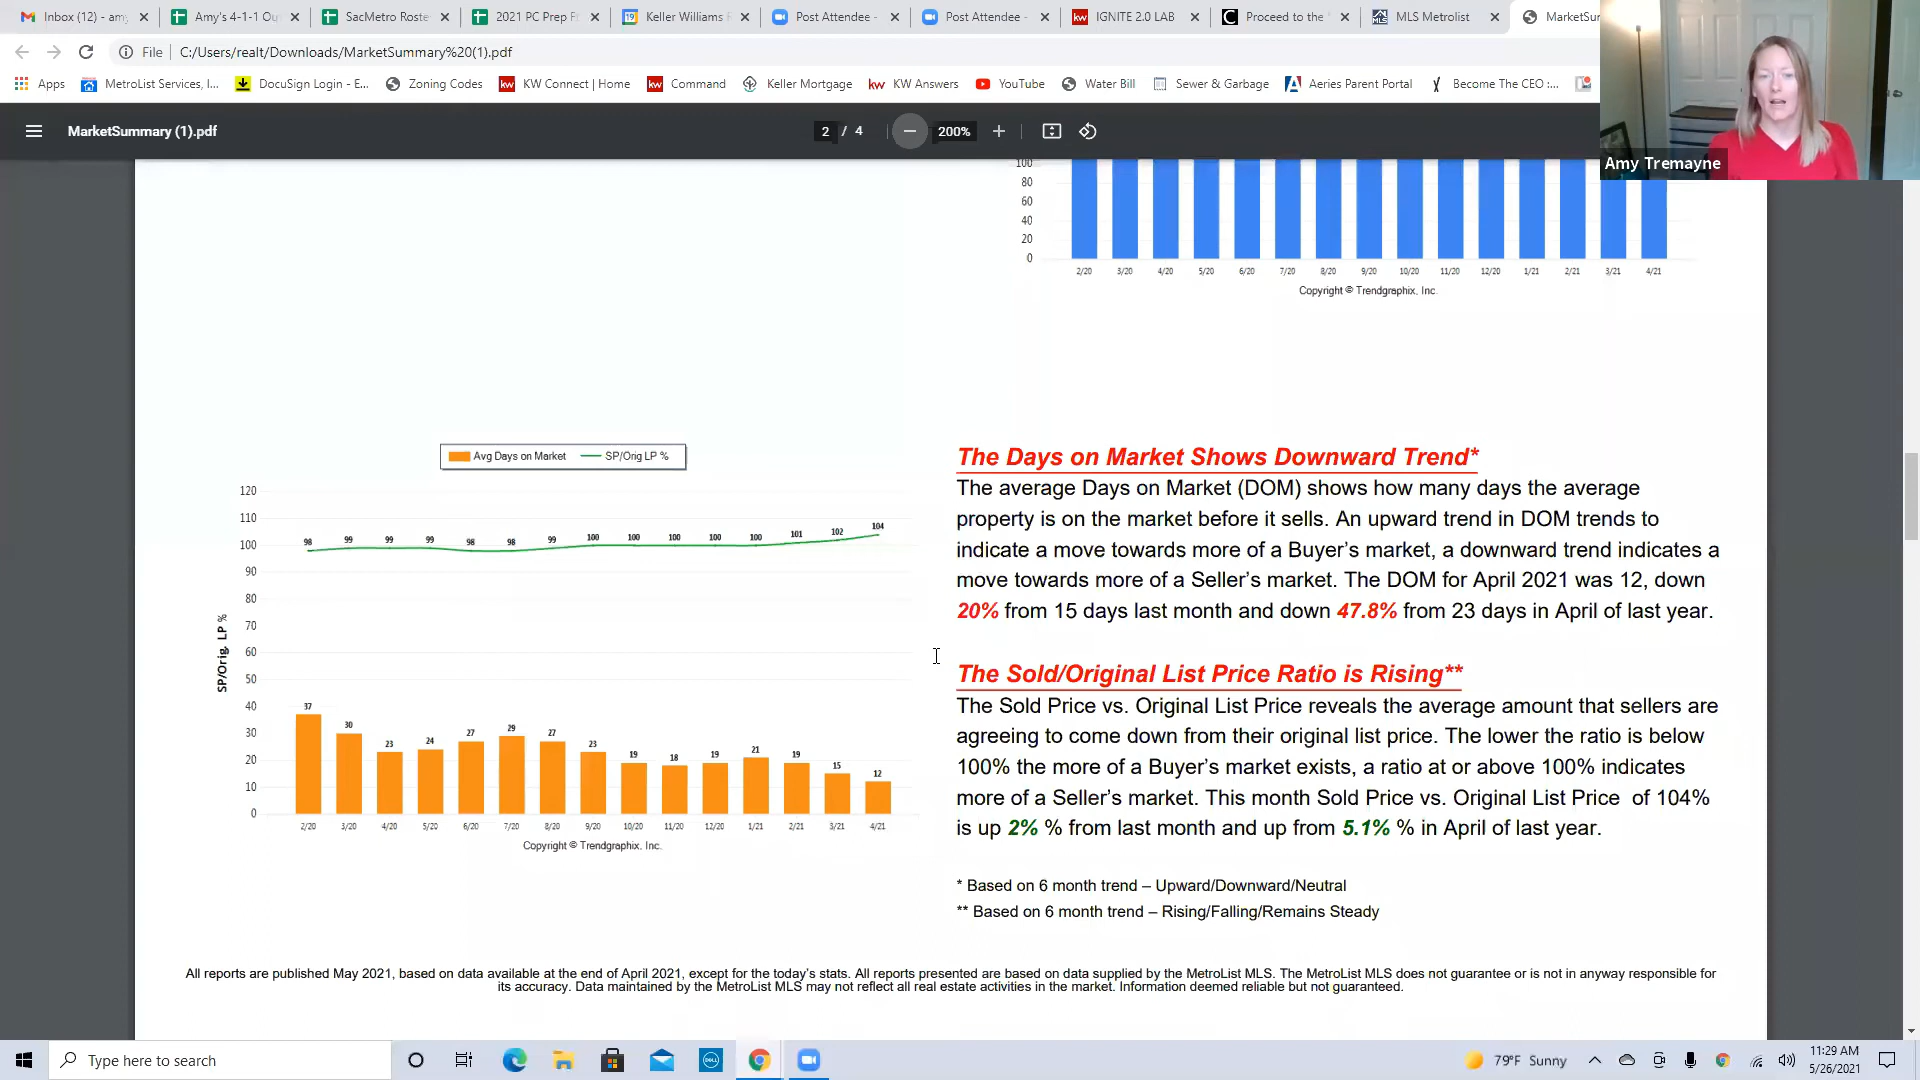 Inbox (12) - amy
Amy's 4-1-1 Ou
SacMetro Roste
2021 PC Prep F
Keller Williams F
Post Attendee -
Post Attendee -
IGNITE 2.0 LAB
Proceed to the
MLS Metrolist
MarketSu
File
C:/Users/realt/Downloads/MarketSummary%20(1).pdf
Apps
MetroList Services, I...
DocuSign Login - E...
Zoning Codes
KW Connect | Home
Command
Keller Mortgage
KW Answers
YouTube
Water Bill
Sewer & Garbage
Aeries Parent Portal
Become The CEO :...
MarketSummary (1).pdf
2 / 4
200%
Amy Tremayne
100
80
60
40
20
0
2/20 3/20 4/20 5/20 6/20 7/20 8/20 9/20 10/20 11/20 12/20 1/21 2/21 3/21 4/21
Copyright © Trendgraphix, Inc.
Avg Days on Market SP/Orig LP %
120
110
100
90
80
70
60
50
40
30
20
10
0
SP/Orig. LP %
98 99 99 99 98 98 99 100 100 100 100 100 101 102 104
37 30 23 24 27 29 27 23 19 18 19 21 19 15 12
2/20 3/20 4/20 5/20 6/20 7/20 8/20 9/20 10/20 11/20 12/20 1/21 2/21 3/21 4/21
Copyright © Trendgraphix, Inc.
The Days on Market Shows Downward Trend*
The average Days on Market (DOM) shows how many days the average
property is on the market before it sells. An upward trend in DOM trends to
indicate a move towards more of a Buyer's market, a downward trend indicates a
move towards more of a Seller's market. The DOM for April 2021 was 12, down
20% from 15 days last month and down 47.8% from 23 days in April of last year.
The Sold/Original List Price Ratio is Rising**
The Sold Price vs. Original List Price reveals the average amount that sellers are
agreeing to come down from their original list price. The lower the ratio is below
100% the more of a Buyer's market exists, a ratio at or above 100% indicates
more of a Seller's market. This month Sold Price vs. Original List Price of 104%
is up 2% % from last month and up from 5.1% % in April of last year.
* Based on 6 month trend – Upward/Downward/Neutral
** Based on 6 month trend – Rising/Falling/Remains Steady
All reports are published May 2021, based on data available at the end of April 2021, except for the today's stats. All reports presented are based on data supplied by the MetroList MLS. The MetroList MLS does not guarantee or is not in anyway responsible for
its accuracy. Data maintained by the MetroList MLS may not reflect all real estate activities in the market. Information deemed reliable but not guaranteed.
Type here to search
79°F Sunny
11:29 AM
5/26/2021